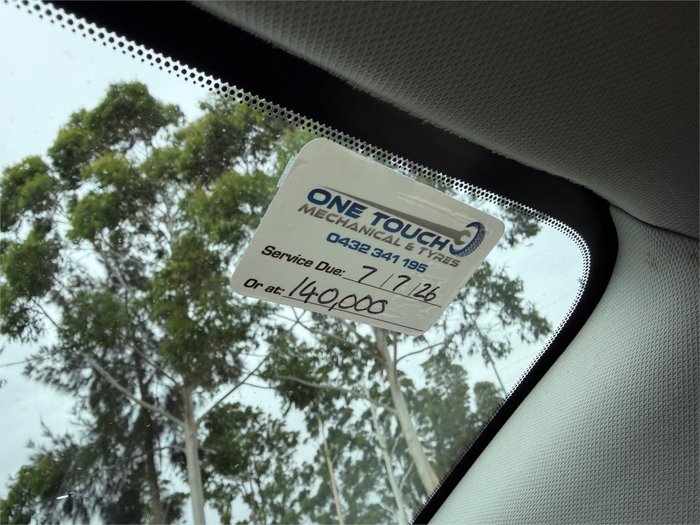 ONE TOUCH
MECHANICAL & TYRES
0432 341 195
Service Due: 7/7/26
Or at: 140,000